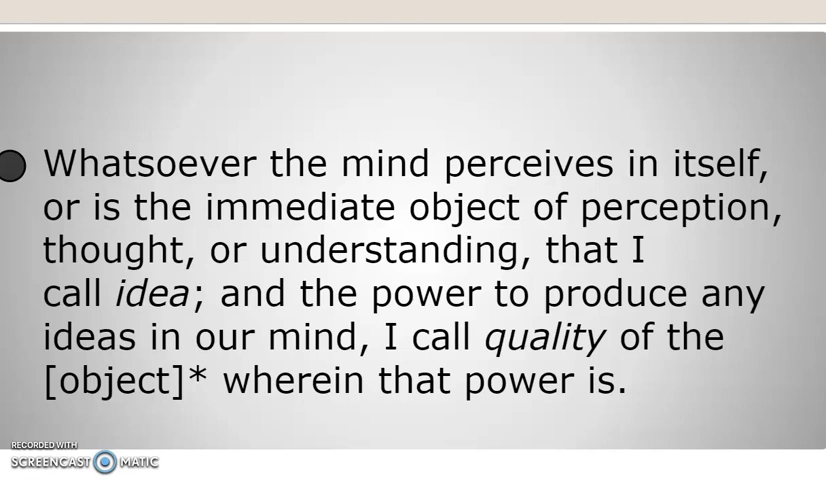 Whatsoever the mind perceives in itself,
or is the immediate object of perception,
thought, or understanding, that I
call idea; and the power to produce any
ideas in our mind, I call quality of the
[object]* wherein that power is.
RECORDED WITH
SCREENCAST MATIC